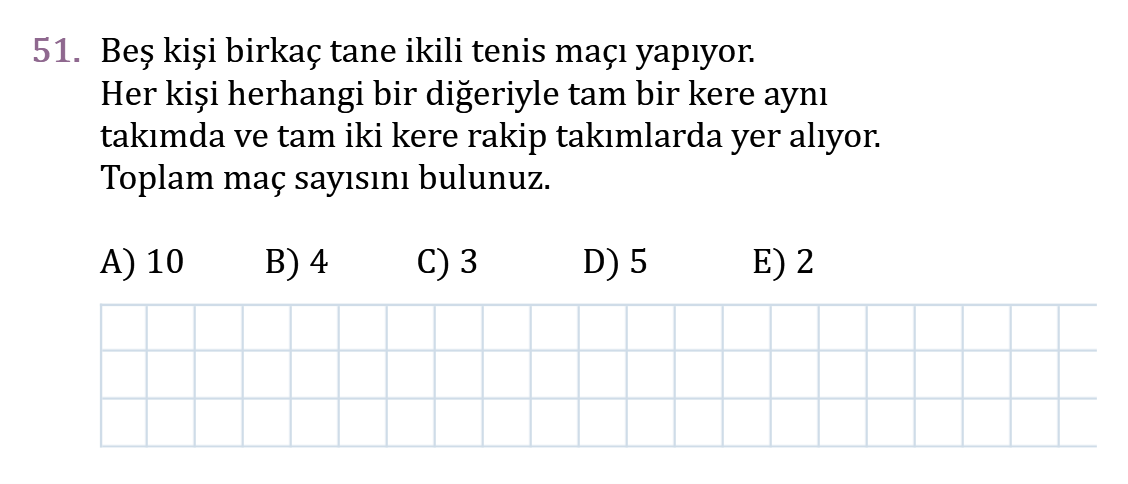 51. Beş kişi birkaç tane ikili tenis maçı yapıyor.
Her kişi herhangi bir diğeriyle tam bir kere aynı
takımda ve tam iki kere rakip takımlarda yer alıyor.
Toplam maç sayısını bulunuz.
A) 10 B) 4 C) 3 D) 5 E) 2